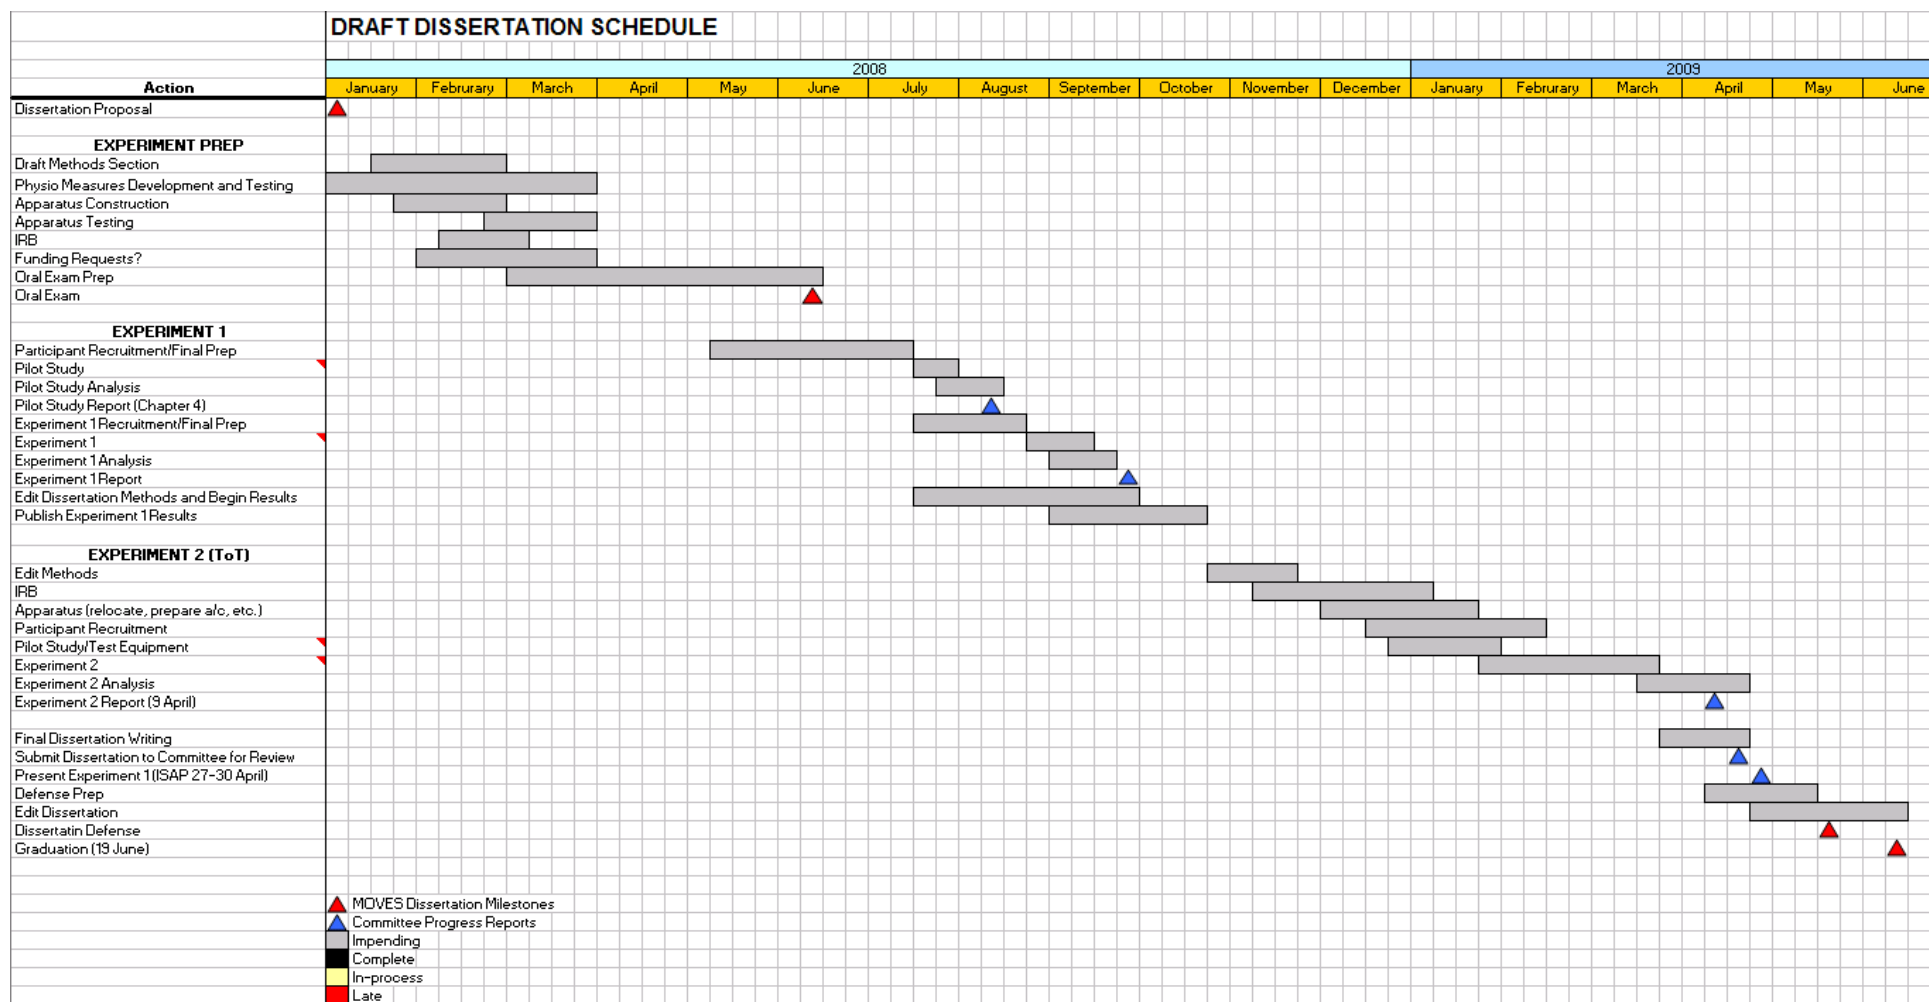 DRAFT DISSERTATION SCHEDULE
2008 2009
Action January Februrary March April May June July August September October November December January Februrary March April May June
Dissertation Proposal
EXPERIMENT PREP
Draft Methods Section
Physio Measures Development and Testing
Apparatus Construction
Apparatus Testing
IRB
Funding Requests?
Oral Exam Prep
Oral Exam
EXPERIMENT 1
Participant Recruitment/Final Prep
Pilot Study
Pilot Study Analysis
Pilot Study Report (Chapter 4)
Experiment 1 Recruitment/Final Prep
Experiment 1
Experiment 1 Analysis
Experiment 1 Report
Edit Dissertation Methods and Begin Results
Publish Experiment 1 Results
EXPERIMENT 2 (ToT)
Edit Methods
IRB
Apparatus (relocate, prepare a/c, etc.)
Participant Recruitment
Pilot Study/Test Equipment
Experiment 2
Experiment 2 Analysis
Experiment 2 Report (9 April)
Final Dissertation Writing
Submit Dissertation to Committee for Review
Present Experiment 1 (ISAP 27-30 April)
Defense Prep
Edit Dissertation
Dissertatin Defense
Graduation (19 June)
MOVES Dissertation Milestones
Committee Progress Reports
Impending
Complete
In-process
Late